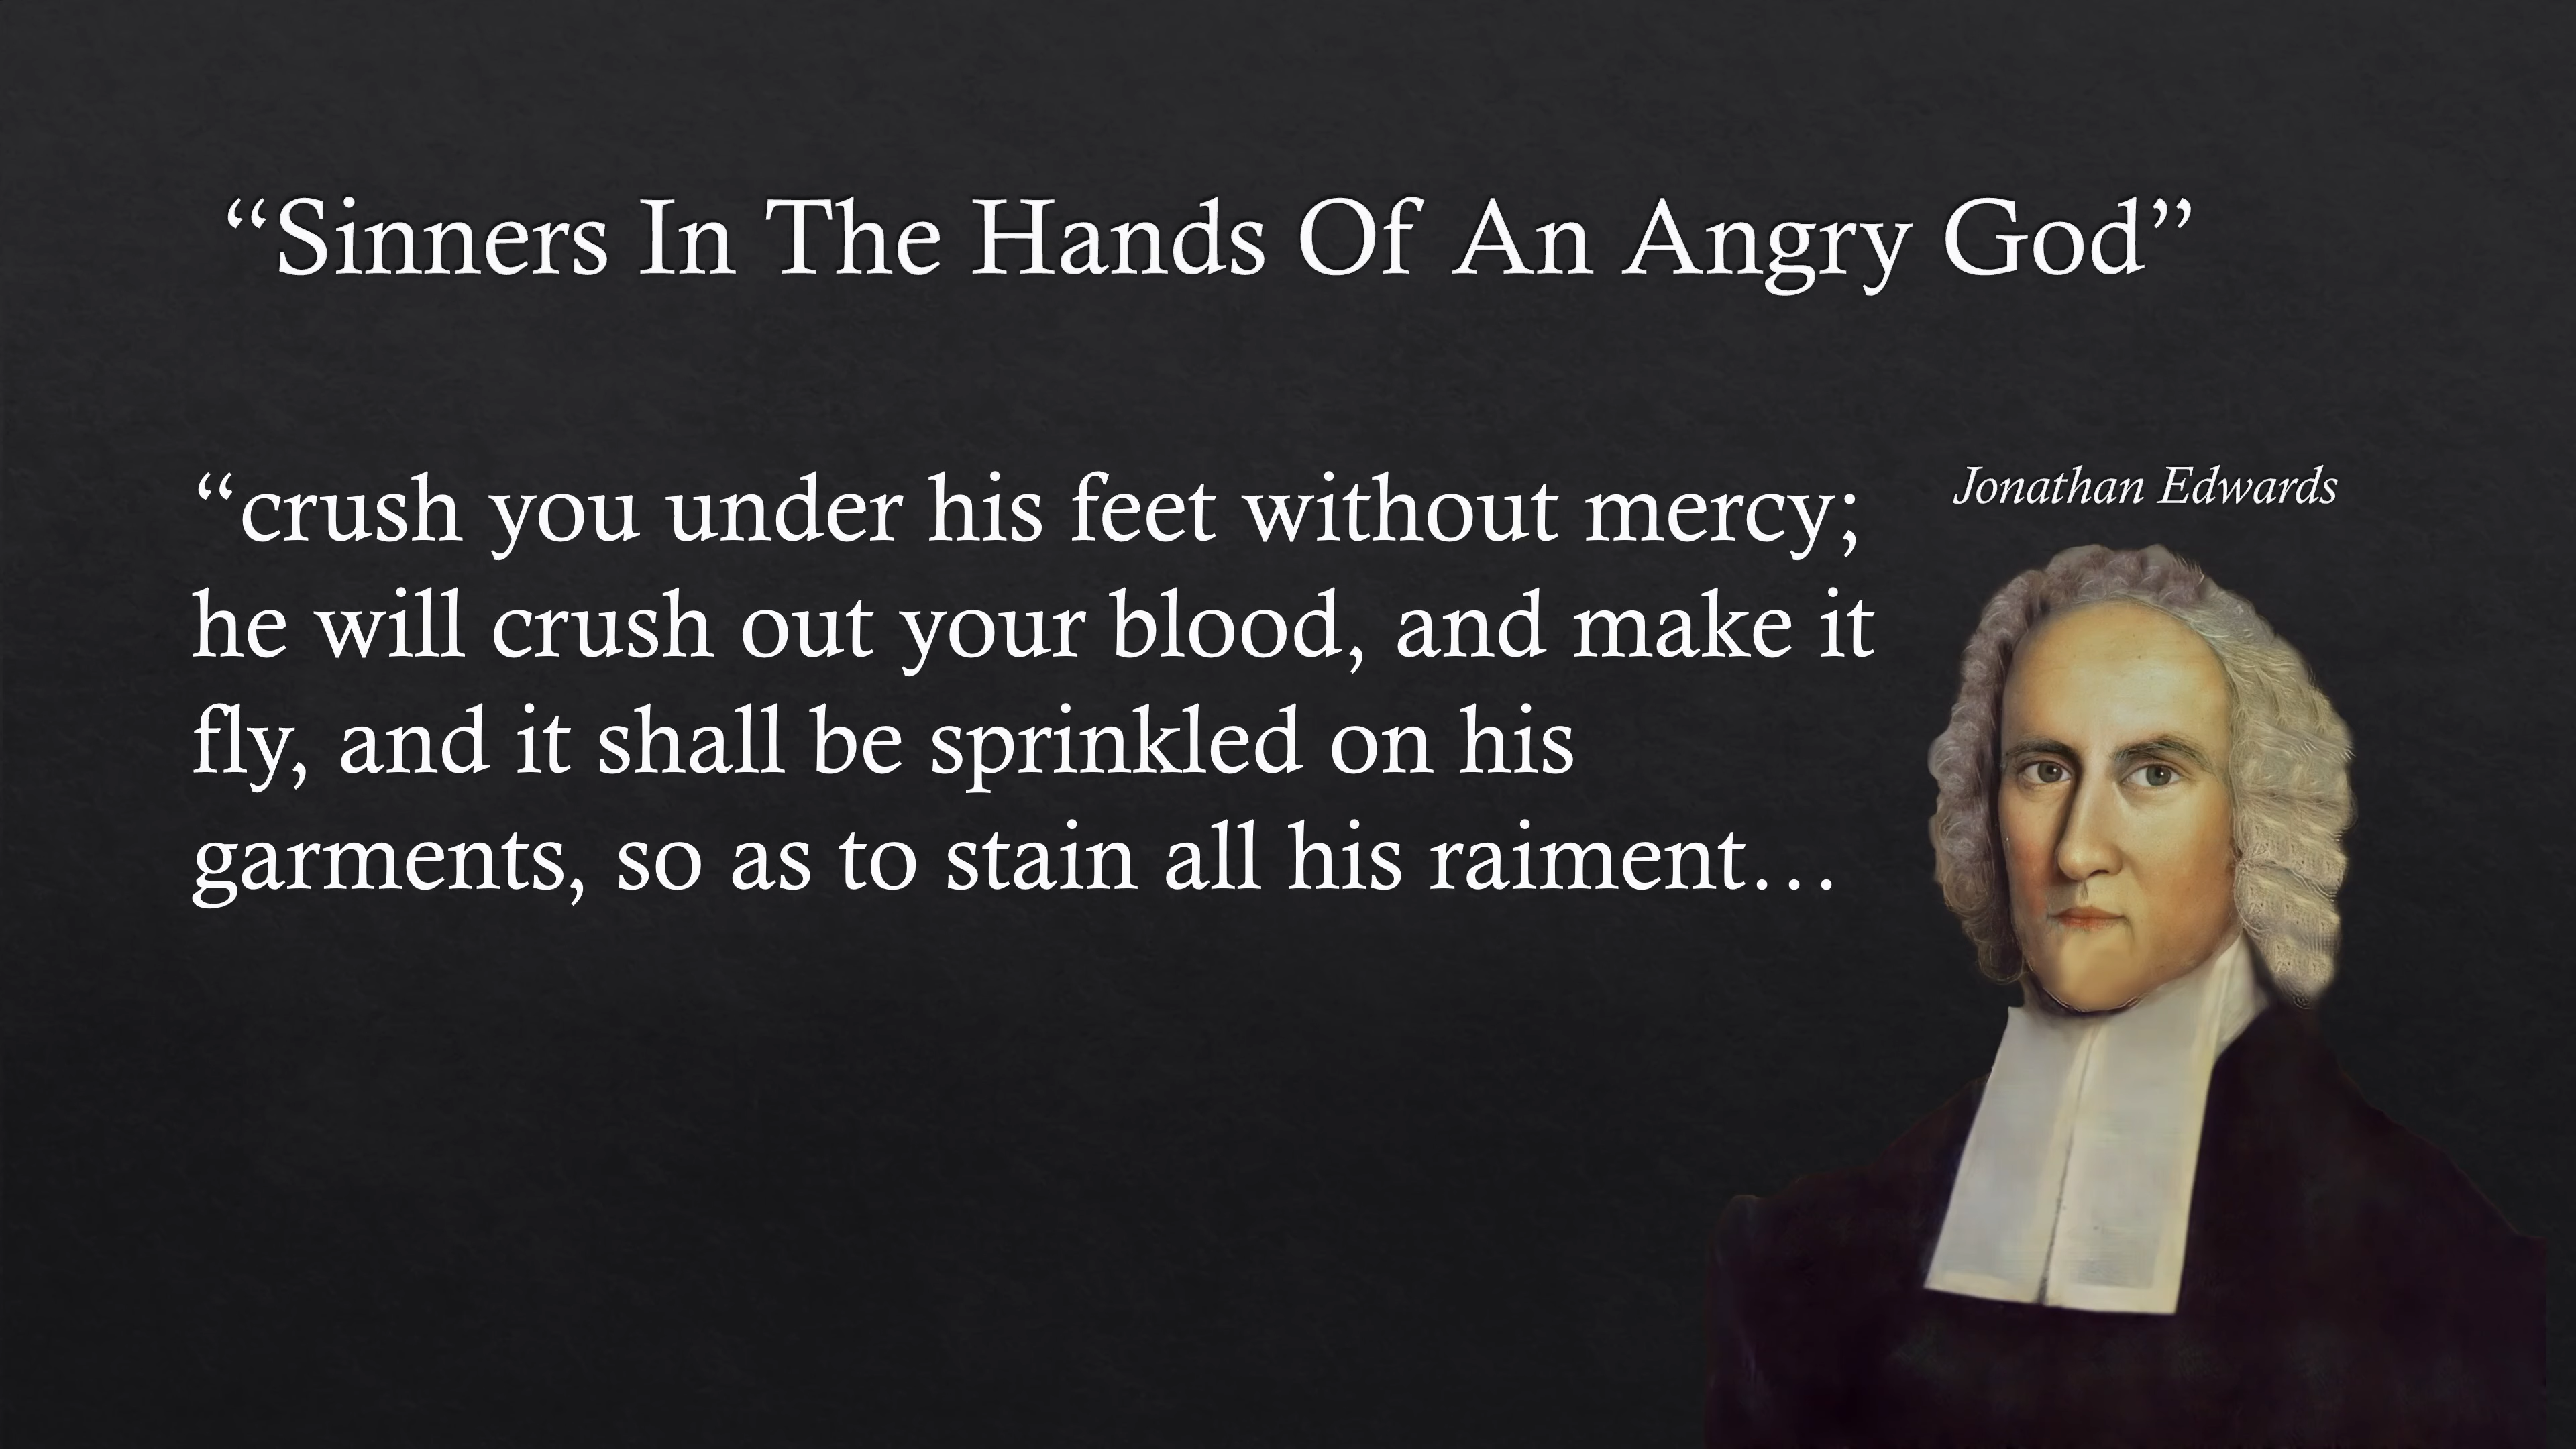 “Sinners In The Hands Of An Angry God”
“crush you under his feet without mercy;
he will crush out your blood, and make it
fly, and it shall be sprinkled on his
garments, so as to stain all his raiment…
Jonathan Edwards